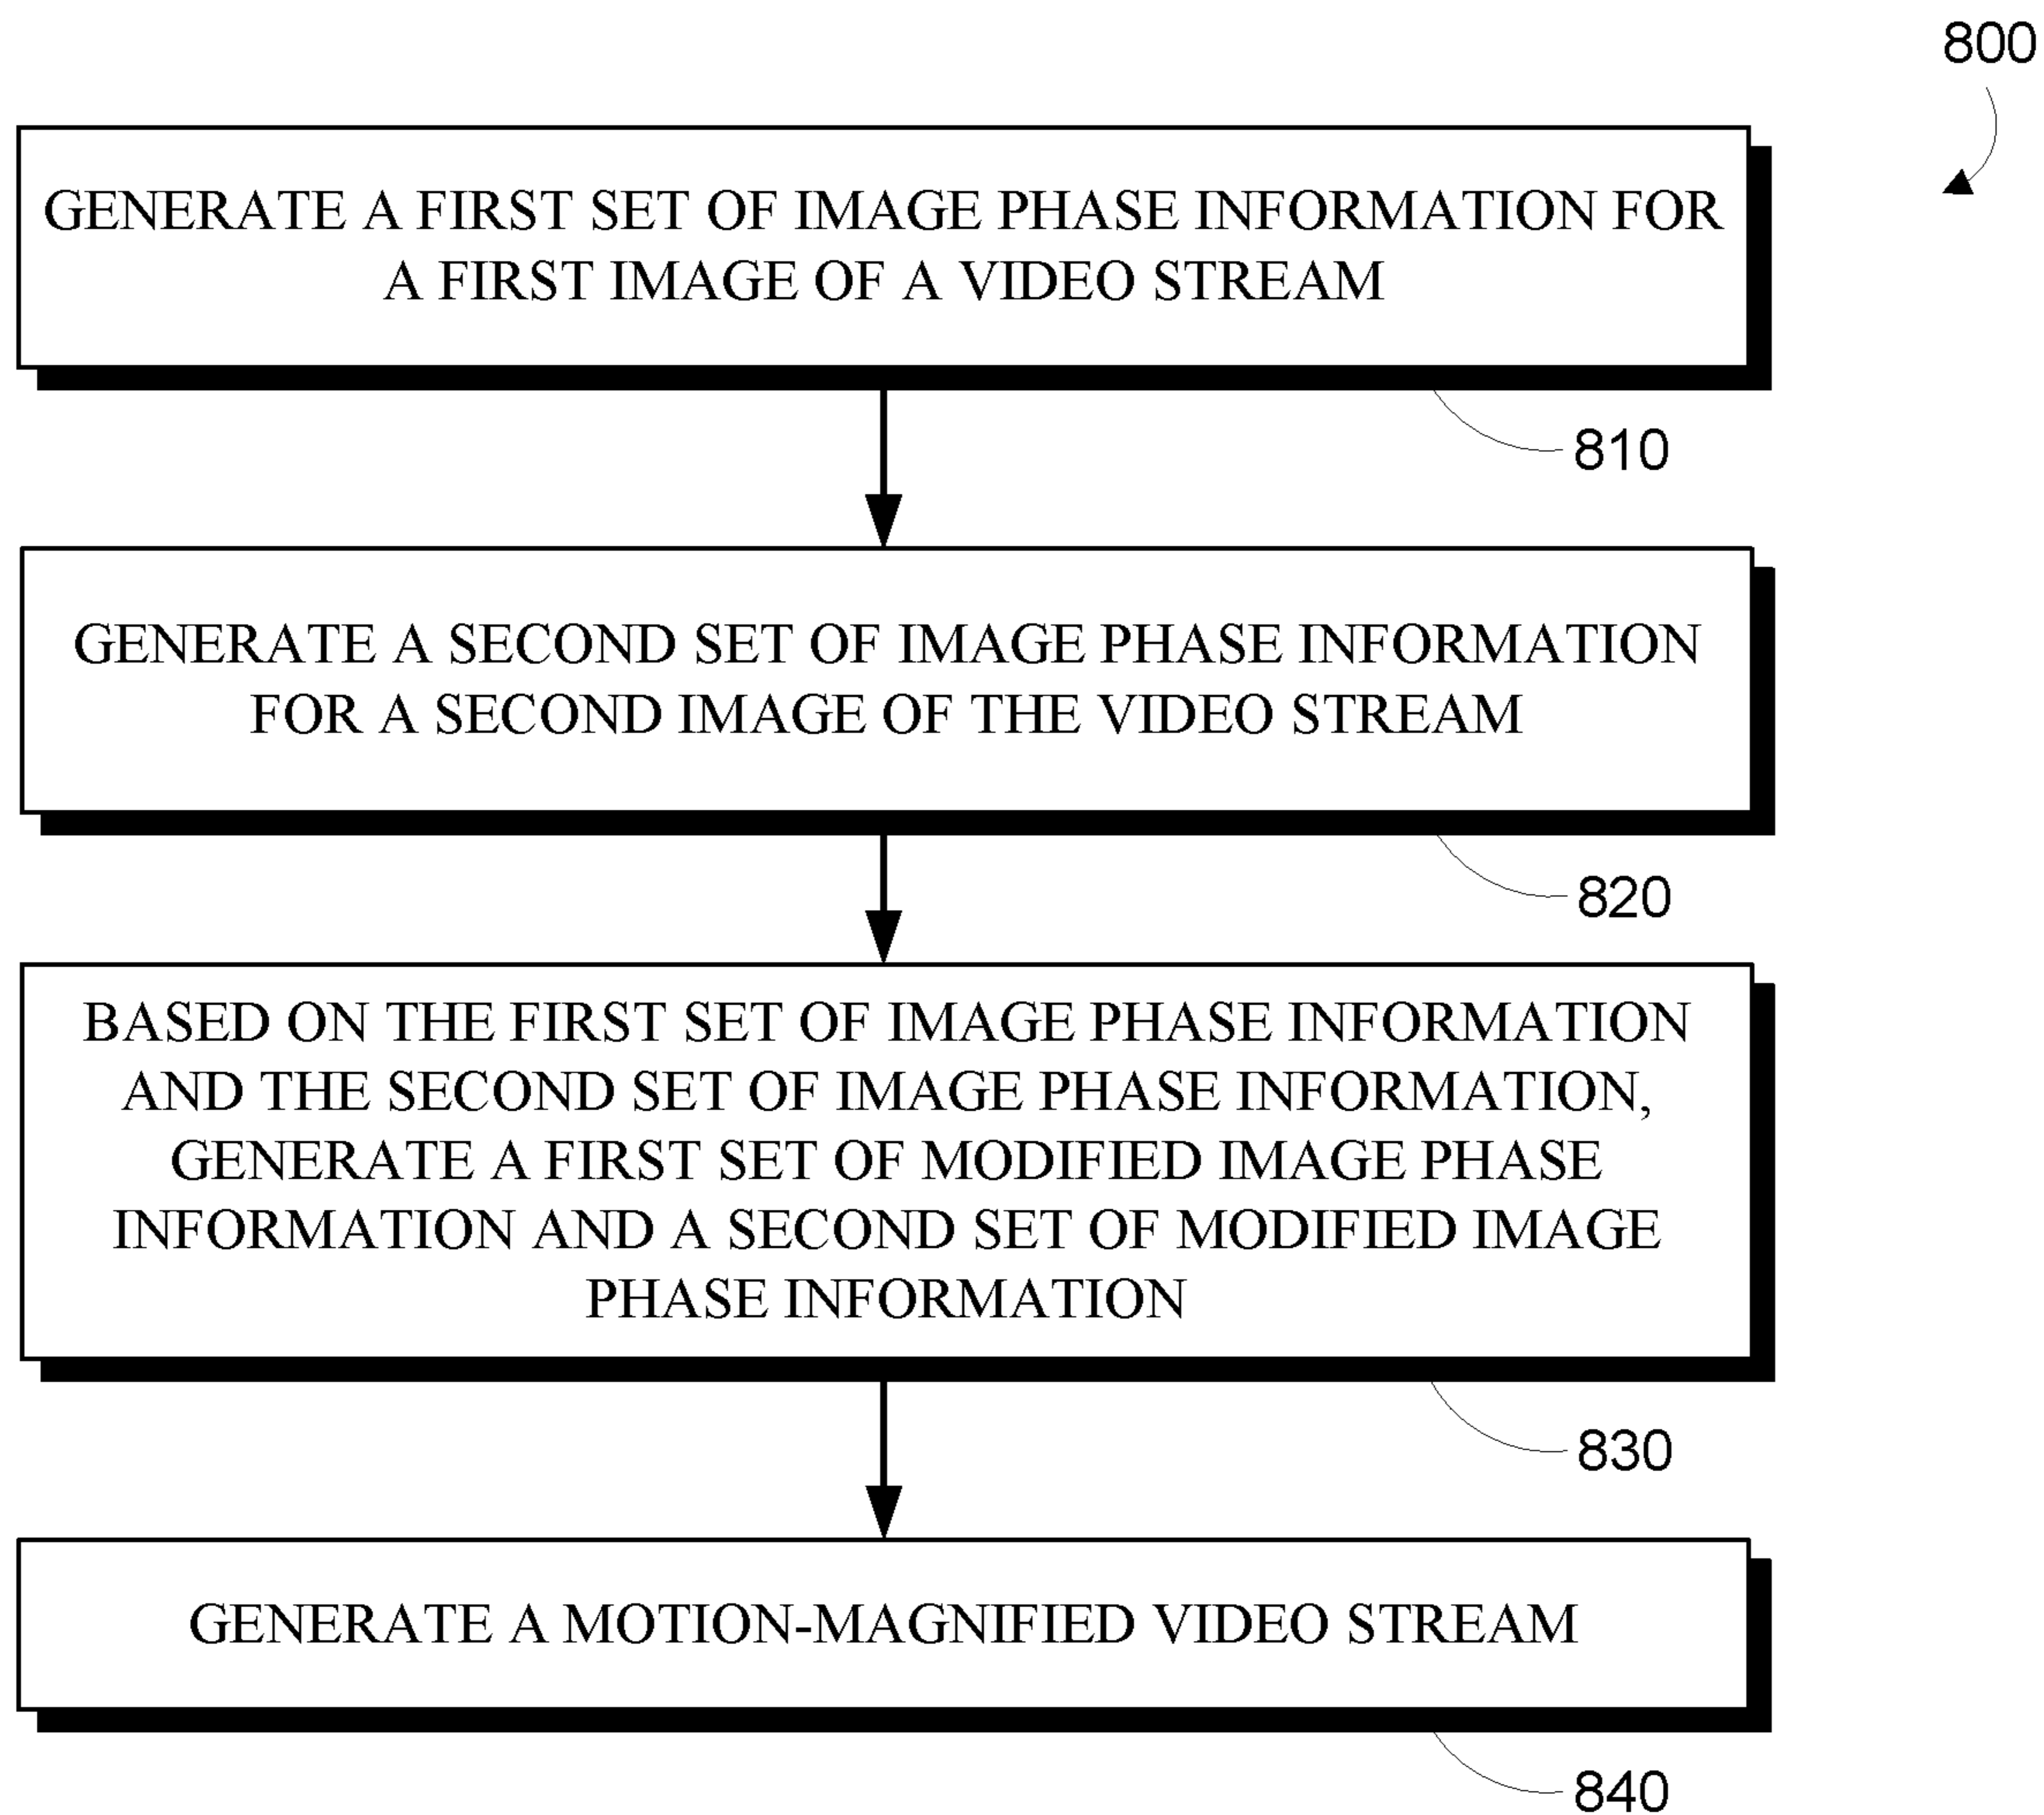 800
GENERATE A FIRST SET OF IMAGE PHASE INFORMATION FOR
A FIRST IMAGE OF A VIDEO STREAM
810
GENERATE A SECOND SET OF IMAGE PHASE INFORMATION
FOR A SECOND IMAGE OF THE VIDEO STREAM
820
BASED ON THE FIRST SET OF IMAGE PHASE INFORMATION
AND THE SECOND SET OF IMAGE PHASE INFORMATION,
GENERATE A FIRST SET OF MODIFIED IMAGE PHASE
INFORMATION AND A SECOND SET OF MODIFIED IMAGE
PHASE INFORMATION
830
GENERATE A MOTION-MAGNIFIED VIDEO STREAM
840